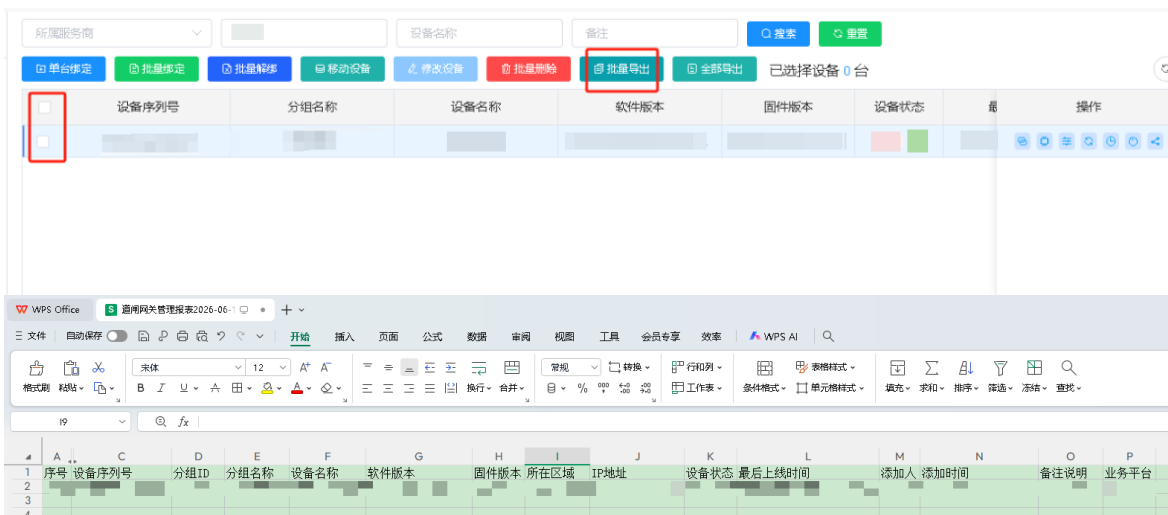 所属服务商 设备名称 备注 搜索 重置
单台绑定 批量绑定 批量解绑 移动设备 修改设备 批量删除 批量导出 全部导出 已选择设备 0 台
设备序列号 分组名称 设备名称 软件版本 固件版本 设备状态 操作
WPS Office 道闸网关管理报表2026-06-1
三 文件 自动保存 开始 插入 页面 公式 数据 审阅 视图 工具 会员专享 效率 WPS AI
格式刷 粘贴 宋体 12 A+ A- B I U A 换行 合并 常规 转换 % 行和列 工作表 条件格式 表格样式 单元格样式 填充 求和 排序 筛选 冻结 查找
I9 fx
A C D E F G H I J K L M N O P
1 序号 设备序列号 分组ID 分组名称 设备名称 软件版本 固件版本 所在区域 IP地址 设备状态 最后上线时间 添加人 添加时间 备注说明 业务平台
2
3
4